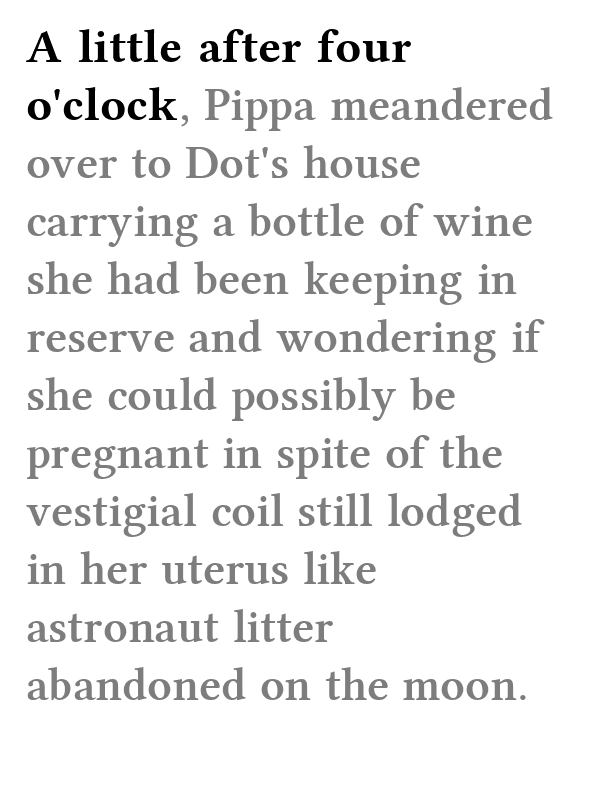 A little after four
o'clock, Pippa meandered
over to Dot's house
carrying a bottle of wine
she had been keeping in
reserve and wondering if
she could possibly be
pregnant in spite of the
vestigial coil still lodged
in her uterus like
astronaut litter
abandoned on the moon.